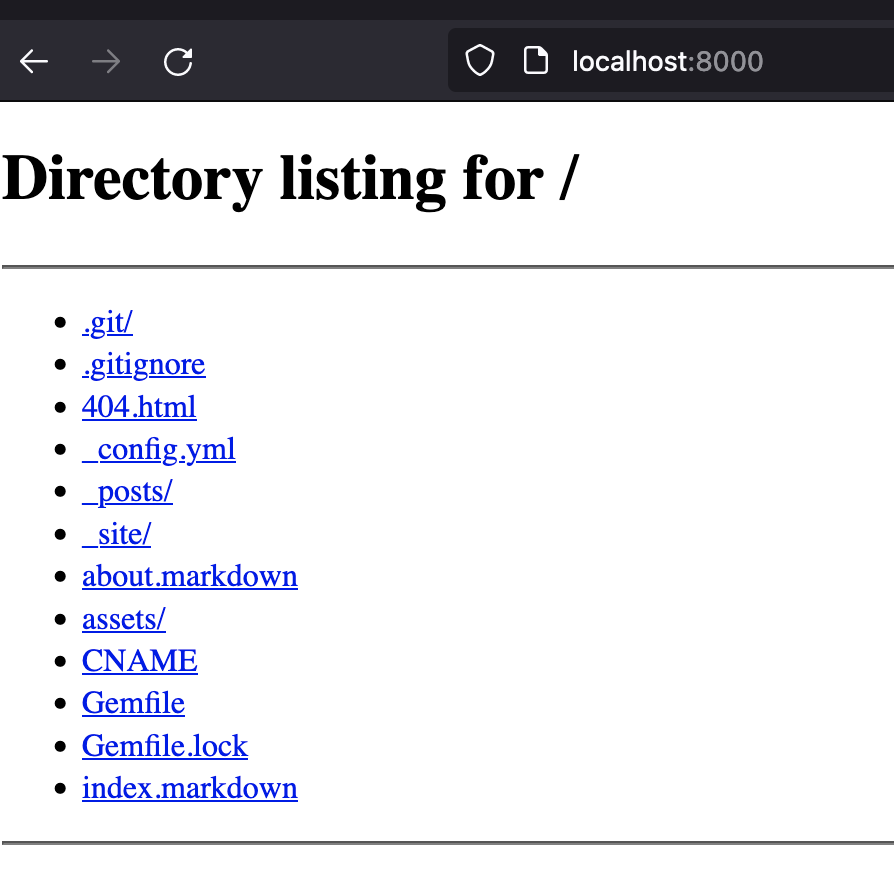 localhost:8000
Directory listing for /
.git/
.gitignore
404.html
_config.yml
_posts/
_site/
about.markdown
assets/
CNAME
Gemfile
Gemfile.lock
index.markdown